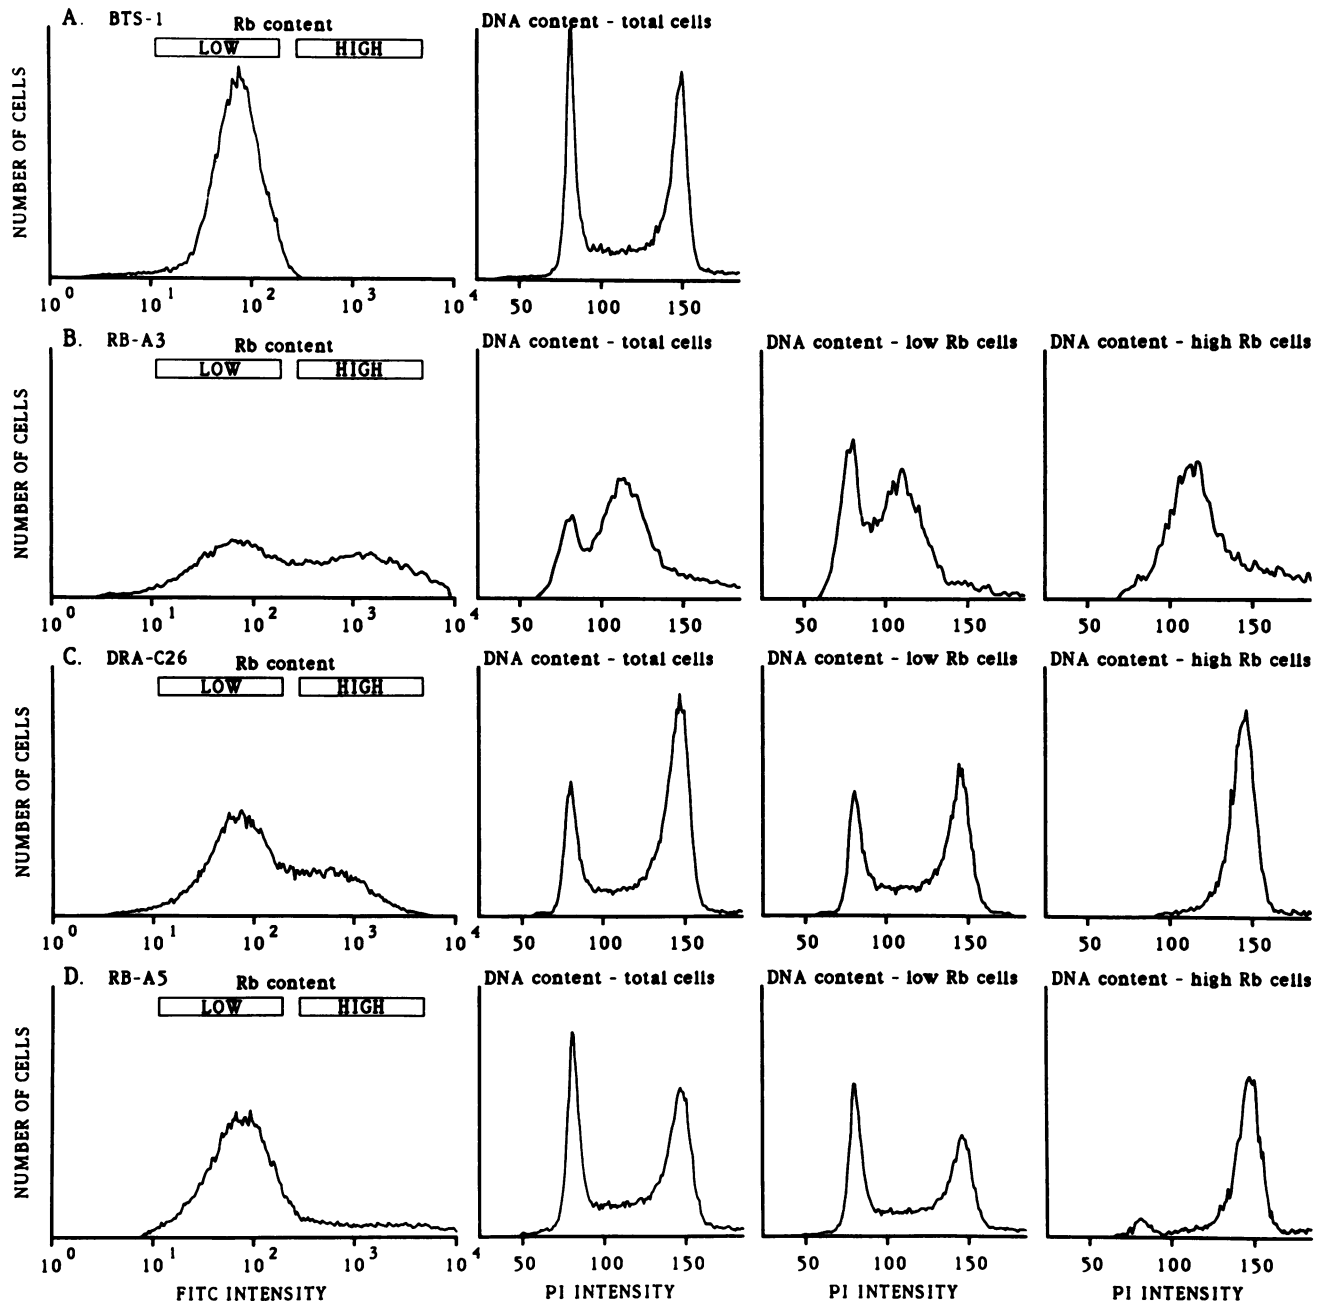 A. BTS-1
Rb content
LOW HIGH
DNA content - total cells
NUMBER OF CELLS
10^0 10^1 10^2 10^3 10^4
50 100 150
B. RB-A3
Rb content
LOW HIGH
DNA content - total cells
DNA content - low Rb cells
DNA content - high Rb cells
NUMBER OF CELLS
10^0 10^1 10^2 10^3 10^4
50 100 150
50 100 150
50 100 150
C. DRA-C26
Rb content
LOW HIGH
DNA content - total cells
DNA content - low Rb cells
DNA content - high Rb cells
NUMBER OF CELLS
10^0 10^1 10^2 10^3 10^4
50 100 150
50 100 150
50 100 150
D. RB-A5
Rb content
LOW HIGH
DNA content - total cells
DNA content - low Rb cells
DNA content - high Rb cells
NUMBER OF CELLS
10^0 10^1 10^2 10^3 10^4
50 100 150
50 100 150
50 100 150
FITC INTENSITY
PI INTENSITY
PI INTENSITY
PI INTENSITY